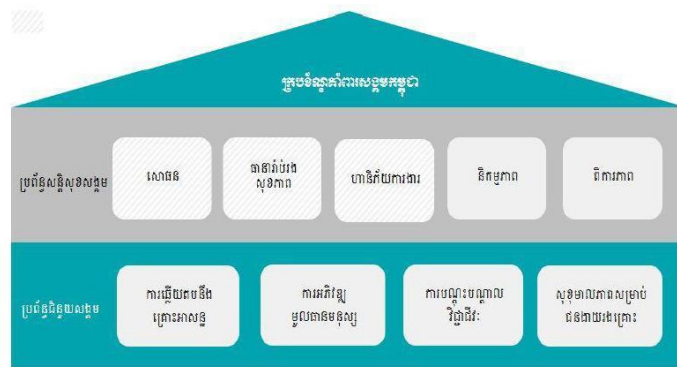 ក្របខ័ណ្ឌគាំពារសង្គមកម្ពុជា
ប្រព័ន្ធសន្តិសុខសង្គម
សោធន
ធានារ៉ាប់រង
សុខភាព
ហានិភ័យការងារ
និកម្មភាព
ពិការភាព
ប្រព័ន្ធជំនួយសង្គម
ការឆ្លើយតបនឹង
គ្រោះអាសន្ន
ការអភិវឌ្ឍ
មូលធានមនុស្ស
ការបណ្តុះបណ្តាល
វិជ្ជាជីវៈ
សុខុមាលភាពសម្រាប់
ជនងាយរងគ្រោះ